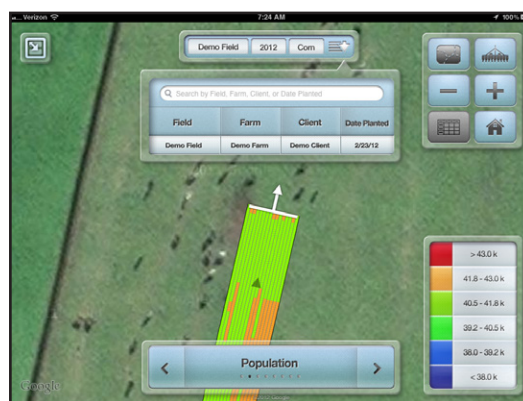 Verizon
7:24 AM
100%
Demo Field 2012 Corn
Search by Field, Farm, Client, or Date Planted
Field Farm Client Date Planted
Demo Field Demo Farm Demo Client 2/23/12
> 43.0 k
41.8 - 43.0 k
40.5 - 41.8 k
39.2 - 40.5 k
38.0 - 39.2 k
< 38.0 k
Population
Google